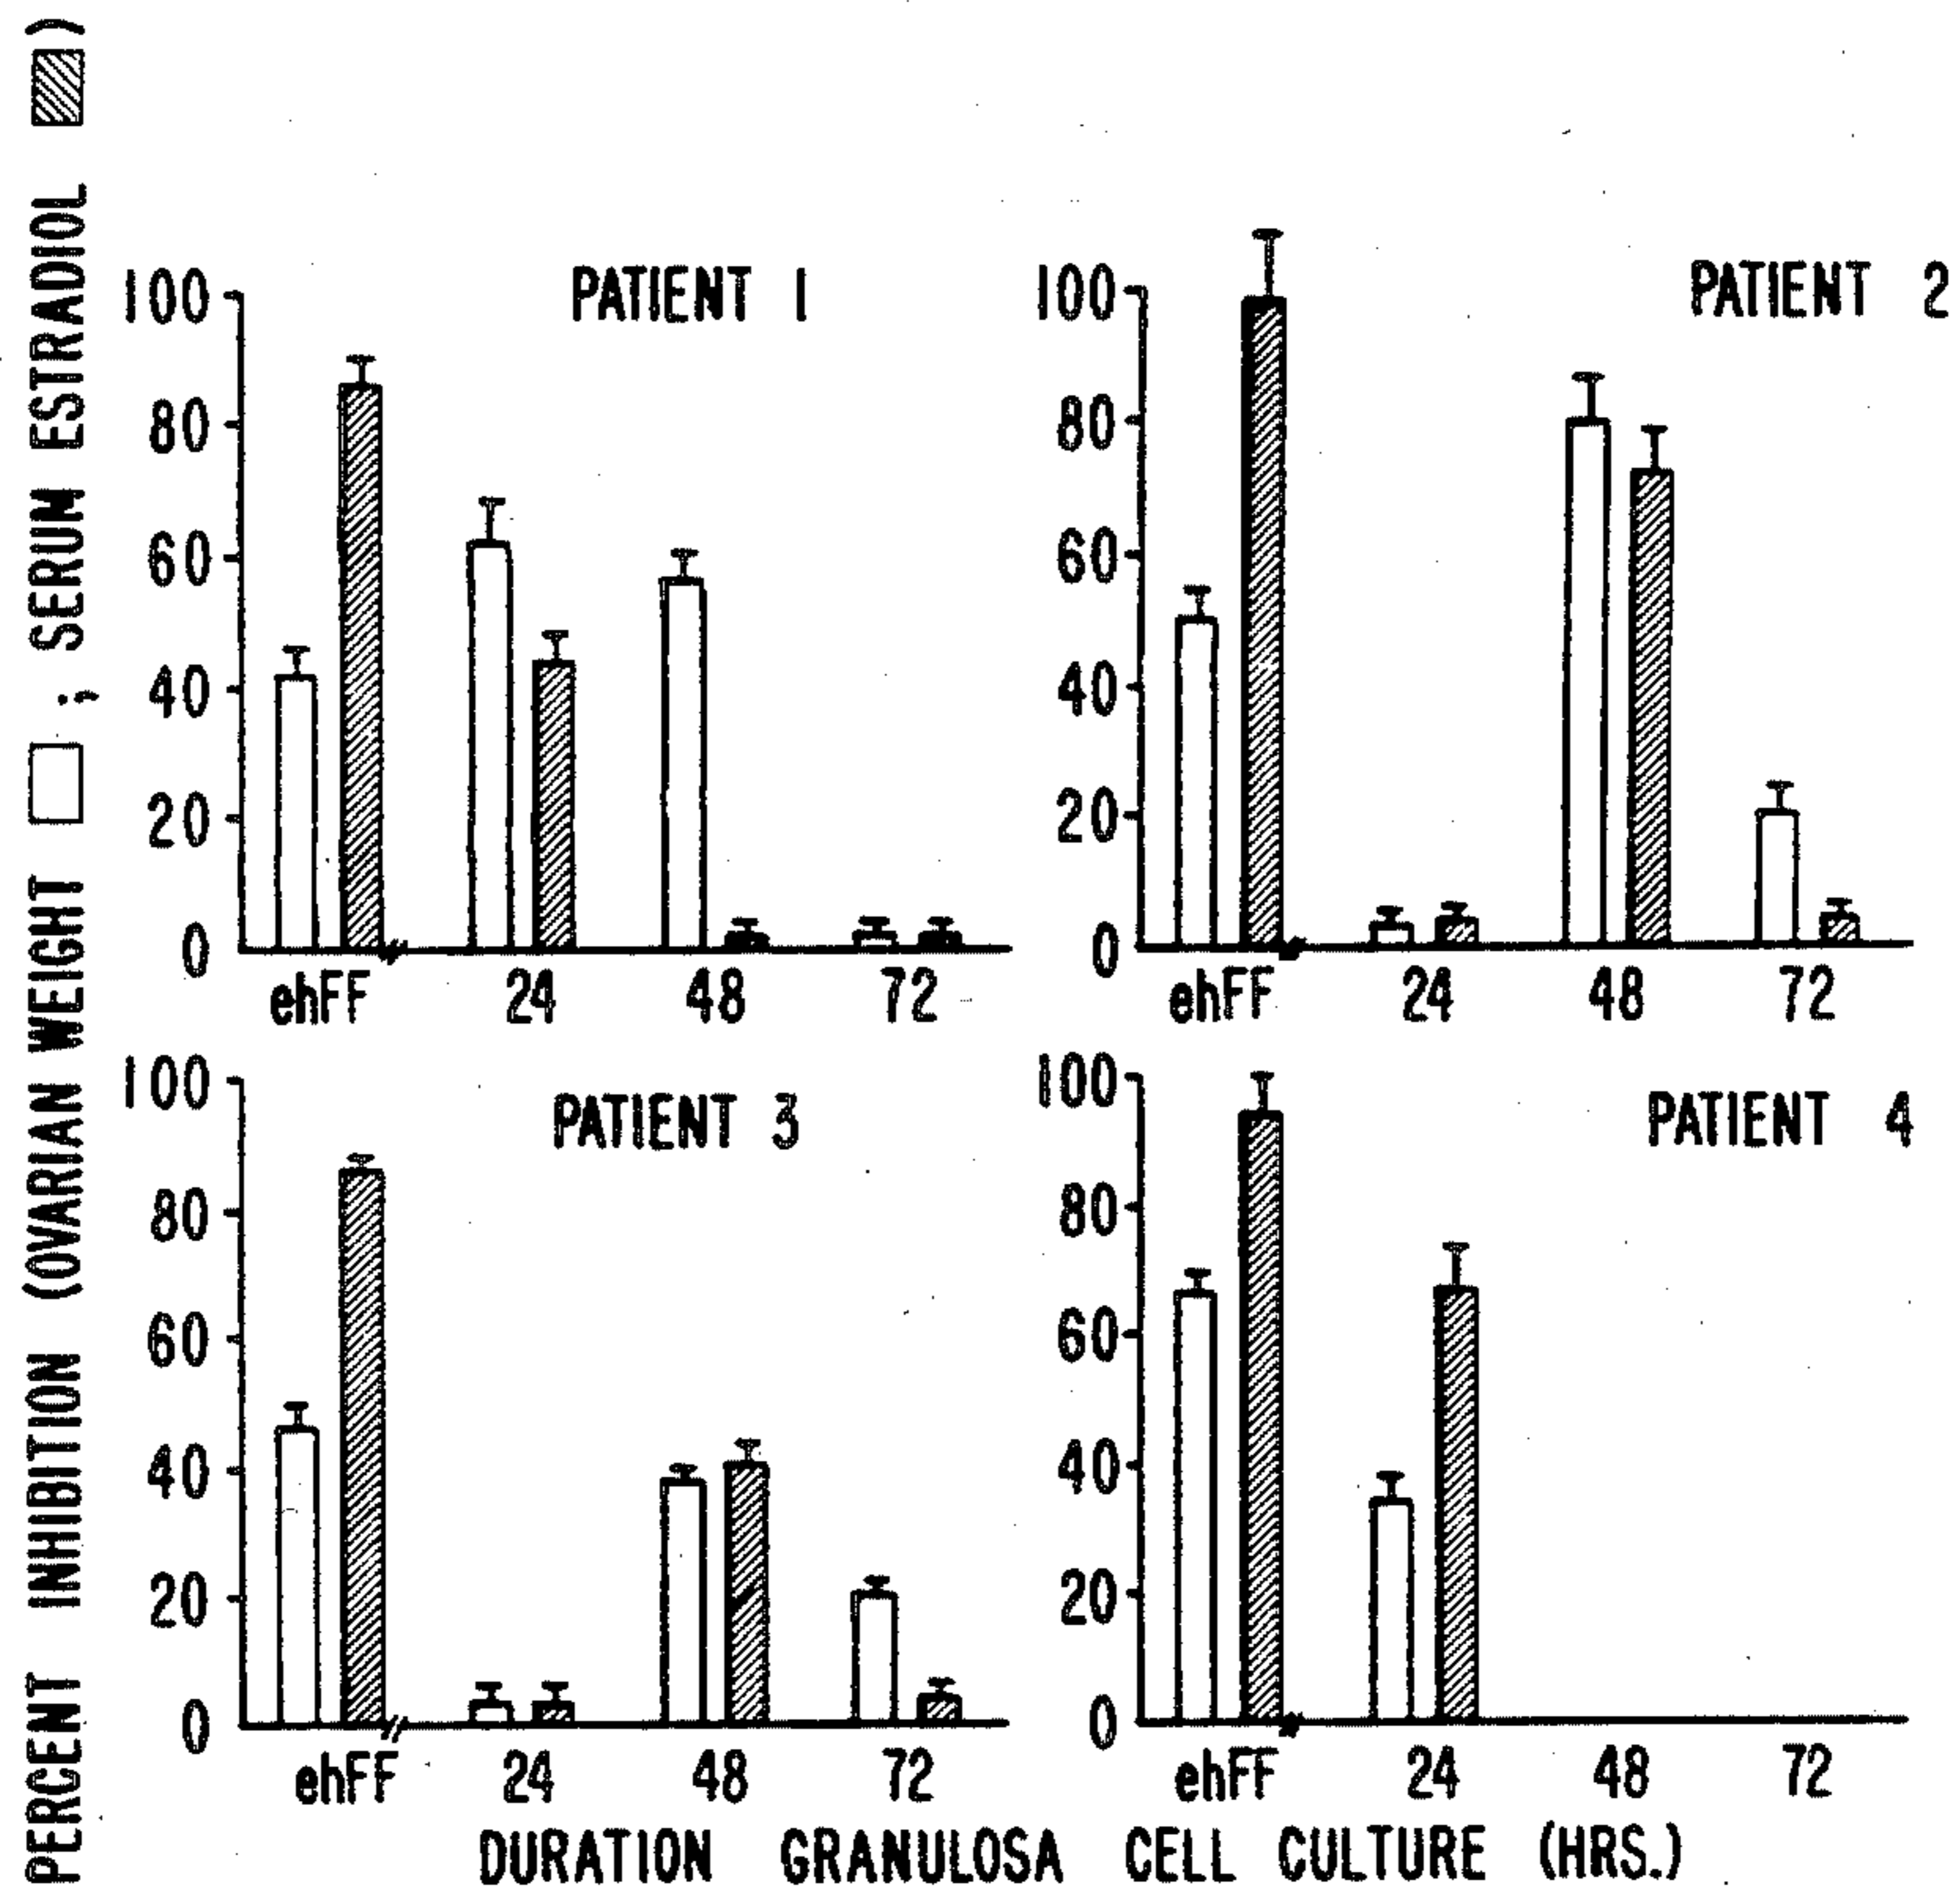 PERCENT INHIBITION (OVARIAN WEIGHT ; SERUM ESTRADIOL )
PATIENT 1
100
80
60
40
20
0
ehFF 24 48 72
PATIENT 2
100
80
60
40
20
0
ehFF 24 48 72
PATIENT 3
100
80
60
40
20
0
ehFF 24 48 72
PATIENT 4
100
80
60
40
20
0
ehFF 24 48 72
DURATION GRANULOSA CELL CULTURE (HRS.)